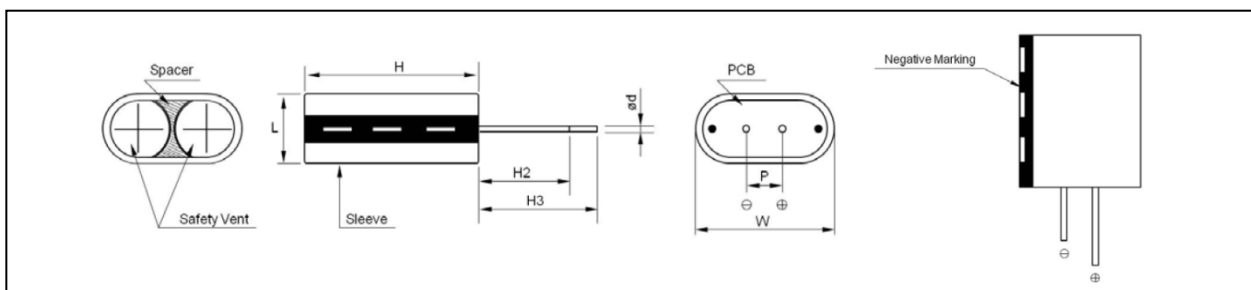 Spacer
Safety Vent
H
L
Sleeve
H2
H3
ød
PCB
P
⊖ ⊕
W
Negative Marking
⊖
⊕